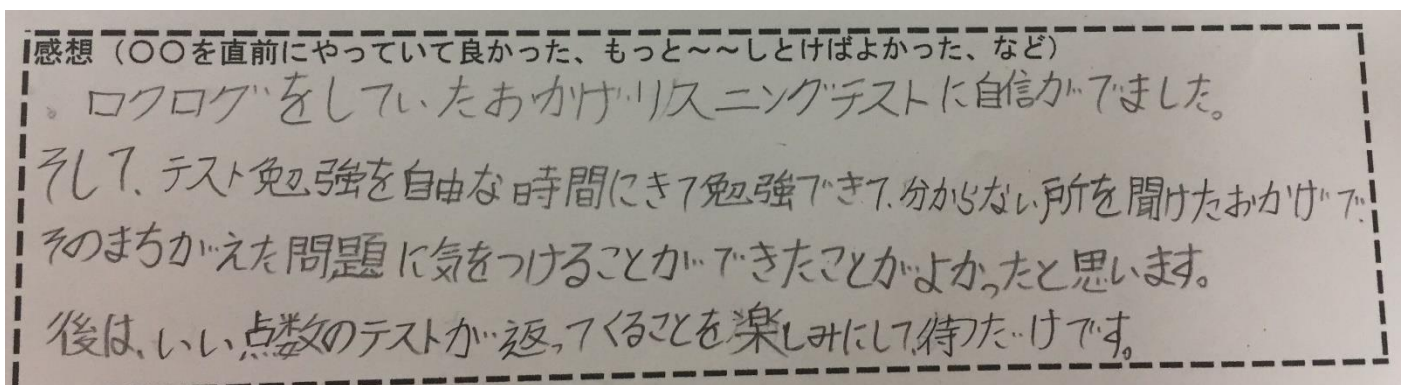 感想（〇〇を直前にやっていて良かった、もっと～～しとけばよかった、など）
ロクログをしていたおかげリスニングテストに自信がでました。
そして、テスト勉強を自由な時間にきて勉強できて、分からない所を聞けたおかげで、
そのまちがえた問題に気をつけることができたことがよかったと思います。
後は、いい点数のテストが返ってくることを楽しみにして、待つだけです。